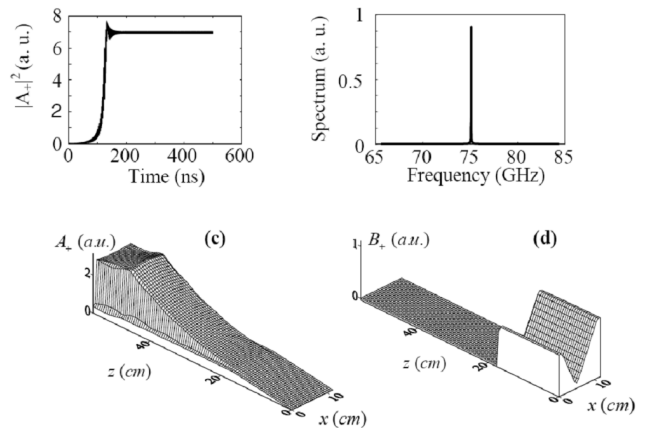 8
6
4
2
0
|A₊|² (a. u.)
0 200 400 600
Time (ns)
1
0.5
0
Spectrum (a. u.)
65 70 75 80 85
Frequency (GHz)
A₊ (a.u.)
(c)
2
0
40
20
0
z (cm)
0
10
x (cm)
B₊ (a.u.)
(d)
1
0
40
20
0
z (cm)
0
10
x (cm)